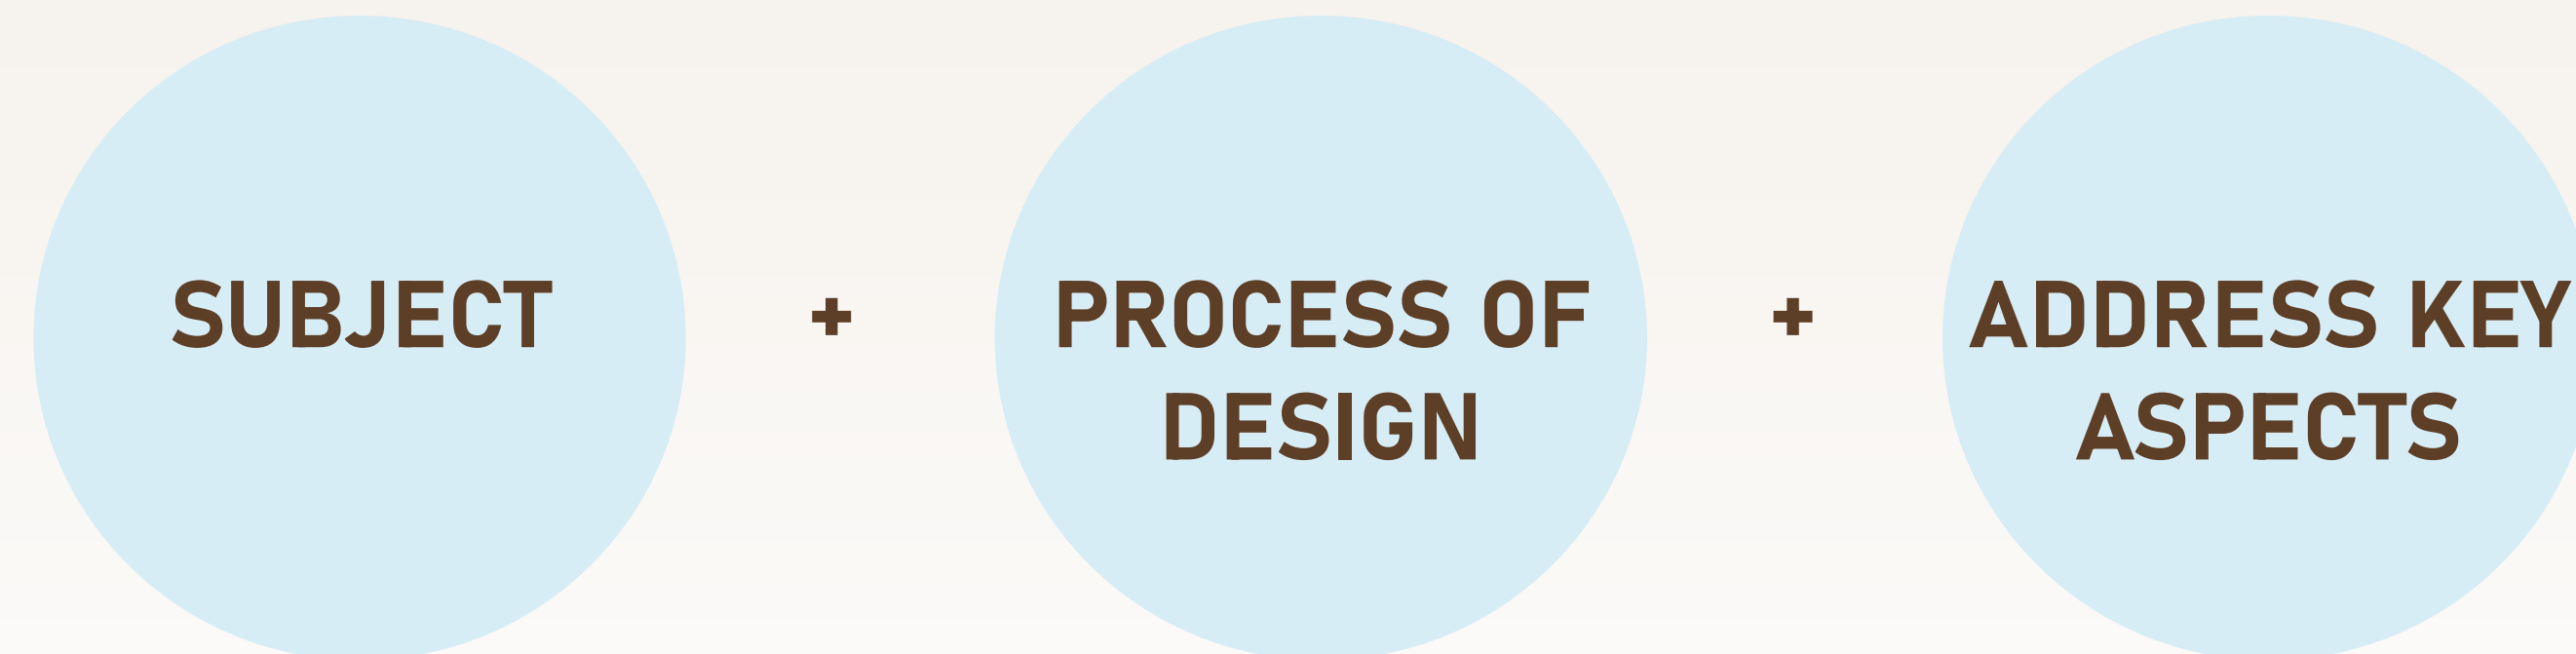 SUBJECT
+
PROCESS OF
DESIGN
+
ADDRESS KEY
ASPECTS